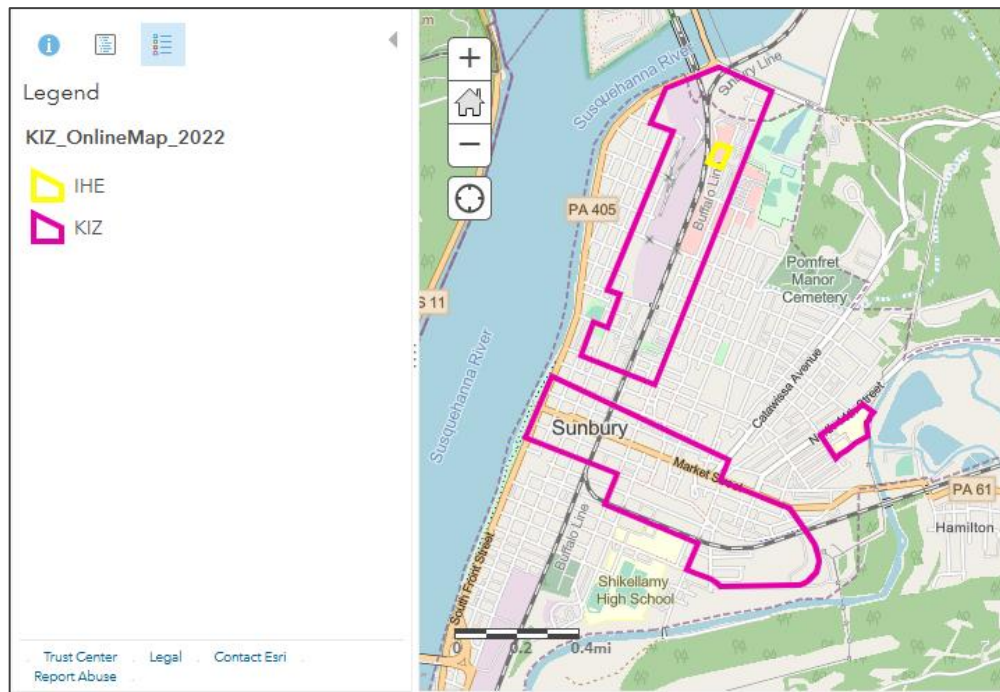 i
Legend
KIZ_OnlineMap_2022
IHE
KIZ
Trust Center
Legal
Contact Esri
Report Abuse
+
−
Susquehanna River
Sunbury Line
PA 405
Buffalo Line
Pomfret
Manor
Cemetery
S 11
Susquehanna River
Catawissa Avenue
Sunbury
Market Street
PA 61
Hamilton
Buffalo Line
South Front Street
Shikellamy
High School
0
0.2
0.4mi